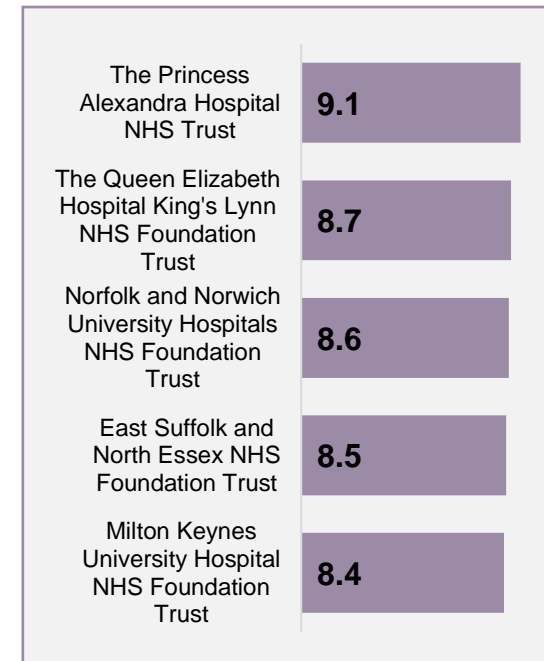 The Princess
Alexandra Hospital
NHS Trust
9.1
The Queen Elizabeth
Hospital King's Lynn
NHS Foundation
Trust
8.7
Norfolk and Norwich
University Hospitals
NHS Foundation
Trust
8.6
East Suffolk and
North Essex NHS
Foundation Trust
8.5
Milton Keynes
University Hospital
NHS Foundation
Trust
8.4